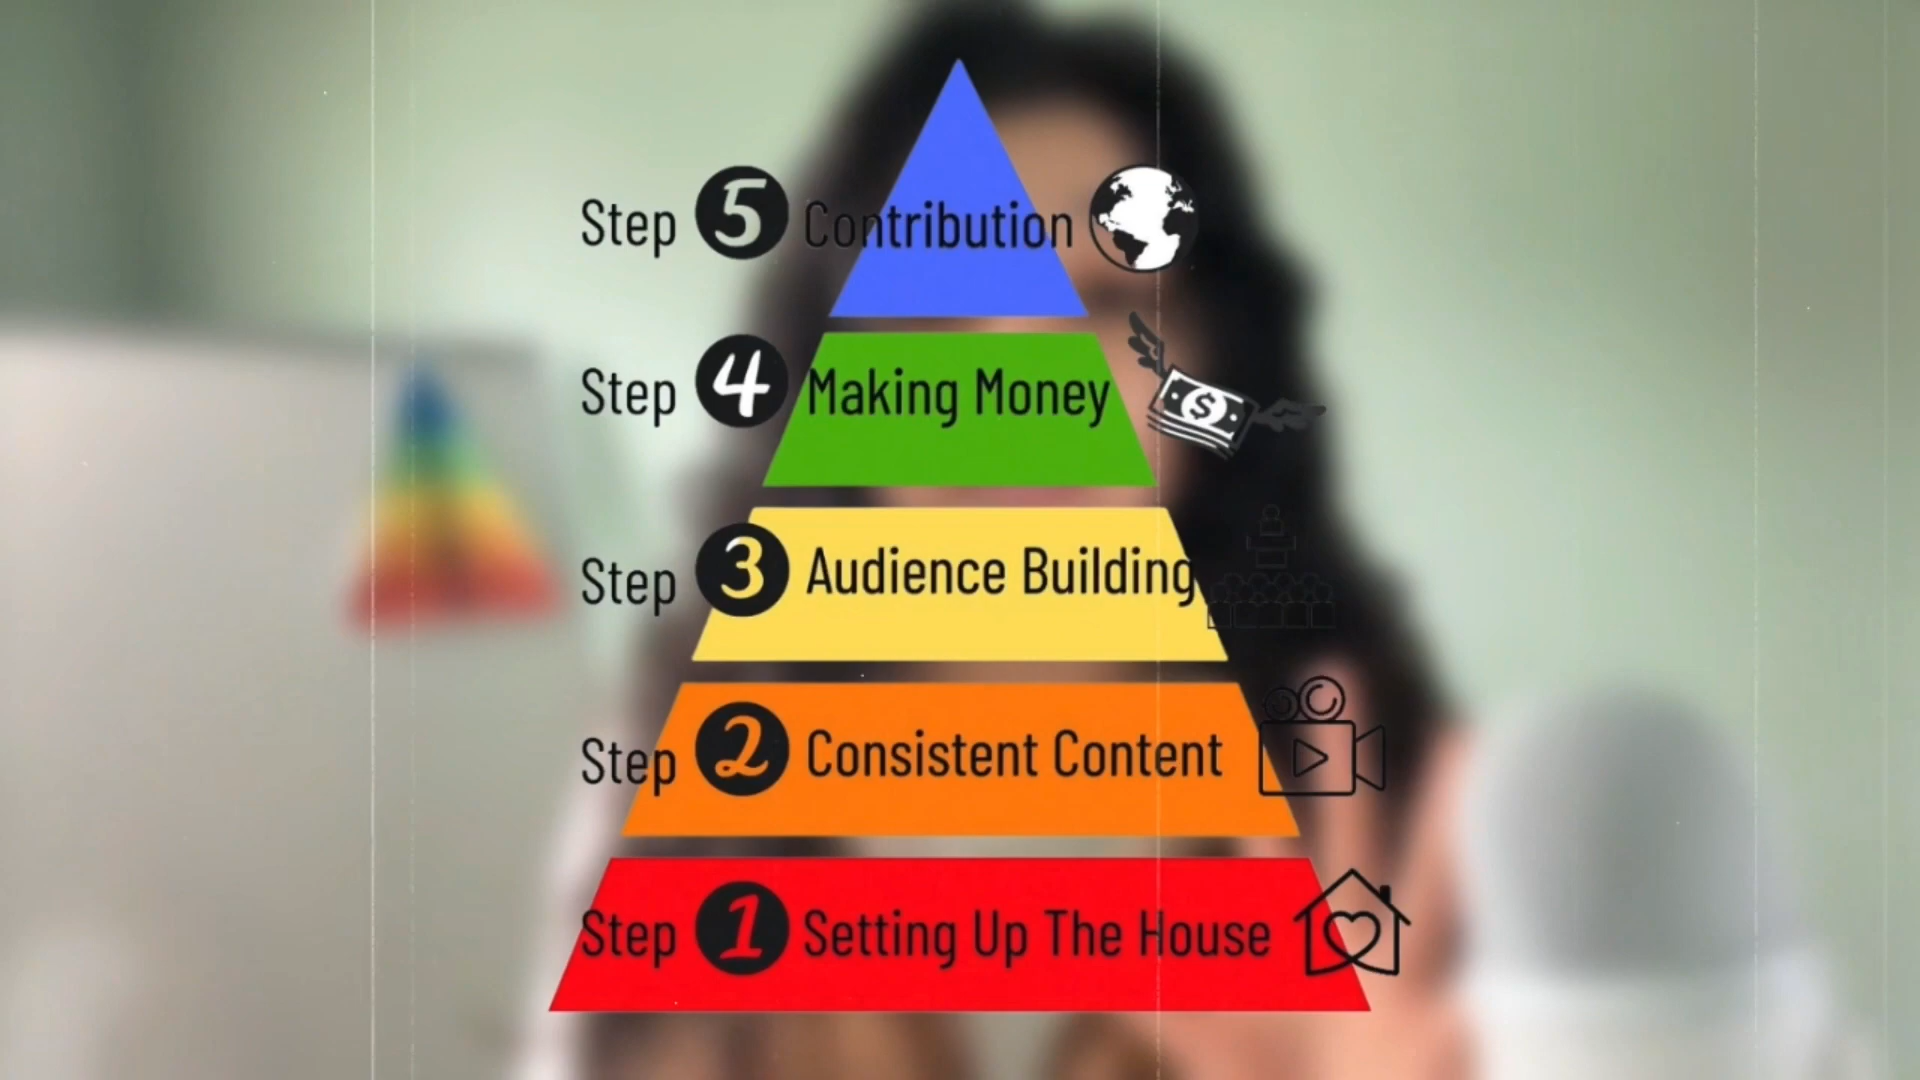 Step 5 Contribution
Step 4 Making Money
$
Step 3 Audience Building
Step 2 Consistent Content
Step 1 Setting Up The House